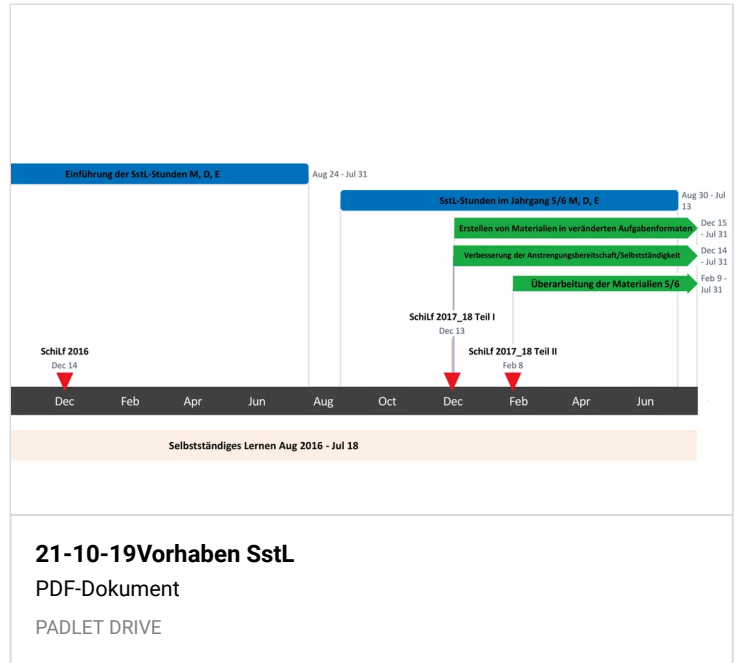 Einführung der SstL-Stunden M, D, E
Aug 24 - Jul 31
SstL-Stunden im Jahrgang 5/6 M, D, E
Aug 30 - Jul
13
Erstellen von Materialien in veränderten Aufgabenformaten
Dec 15
- Jul 31
Verbesserung der Anstrengungsbereitschaft/Selbstständigkeit
Dec 14
- Jul 31
Überarbeitung der Materialien 5/6
Feb 9 -
Jul 31
SchiLf 2017_18 Teil I
Dec 13
SchiLf 2016
Dec 14
SchiLf 2017_18 Teil II
Feb 8
Dec Feb Apr Jun Aug Oct Dec Feb Apr Jun
Selbstständiges Lernen Aug 2016 - Jul 18
21-10-19Vorhaben SstL
PDF-Dokument
PADLET DRIVE